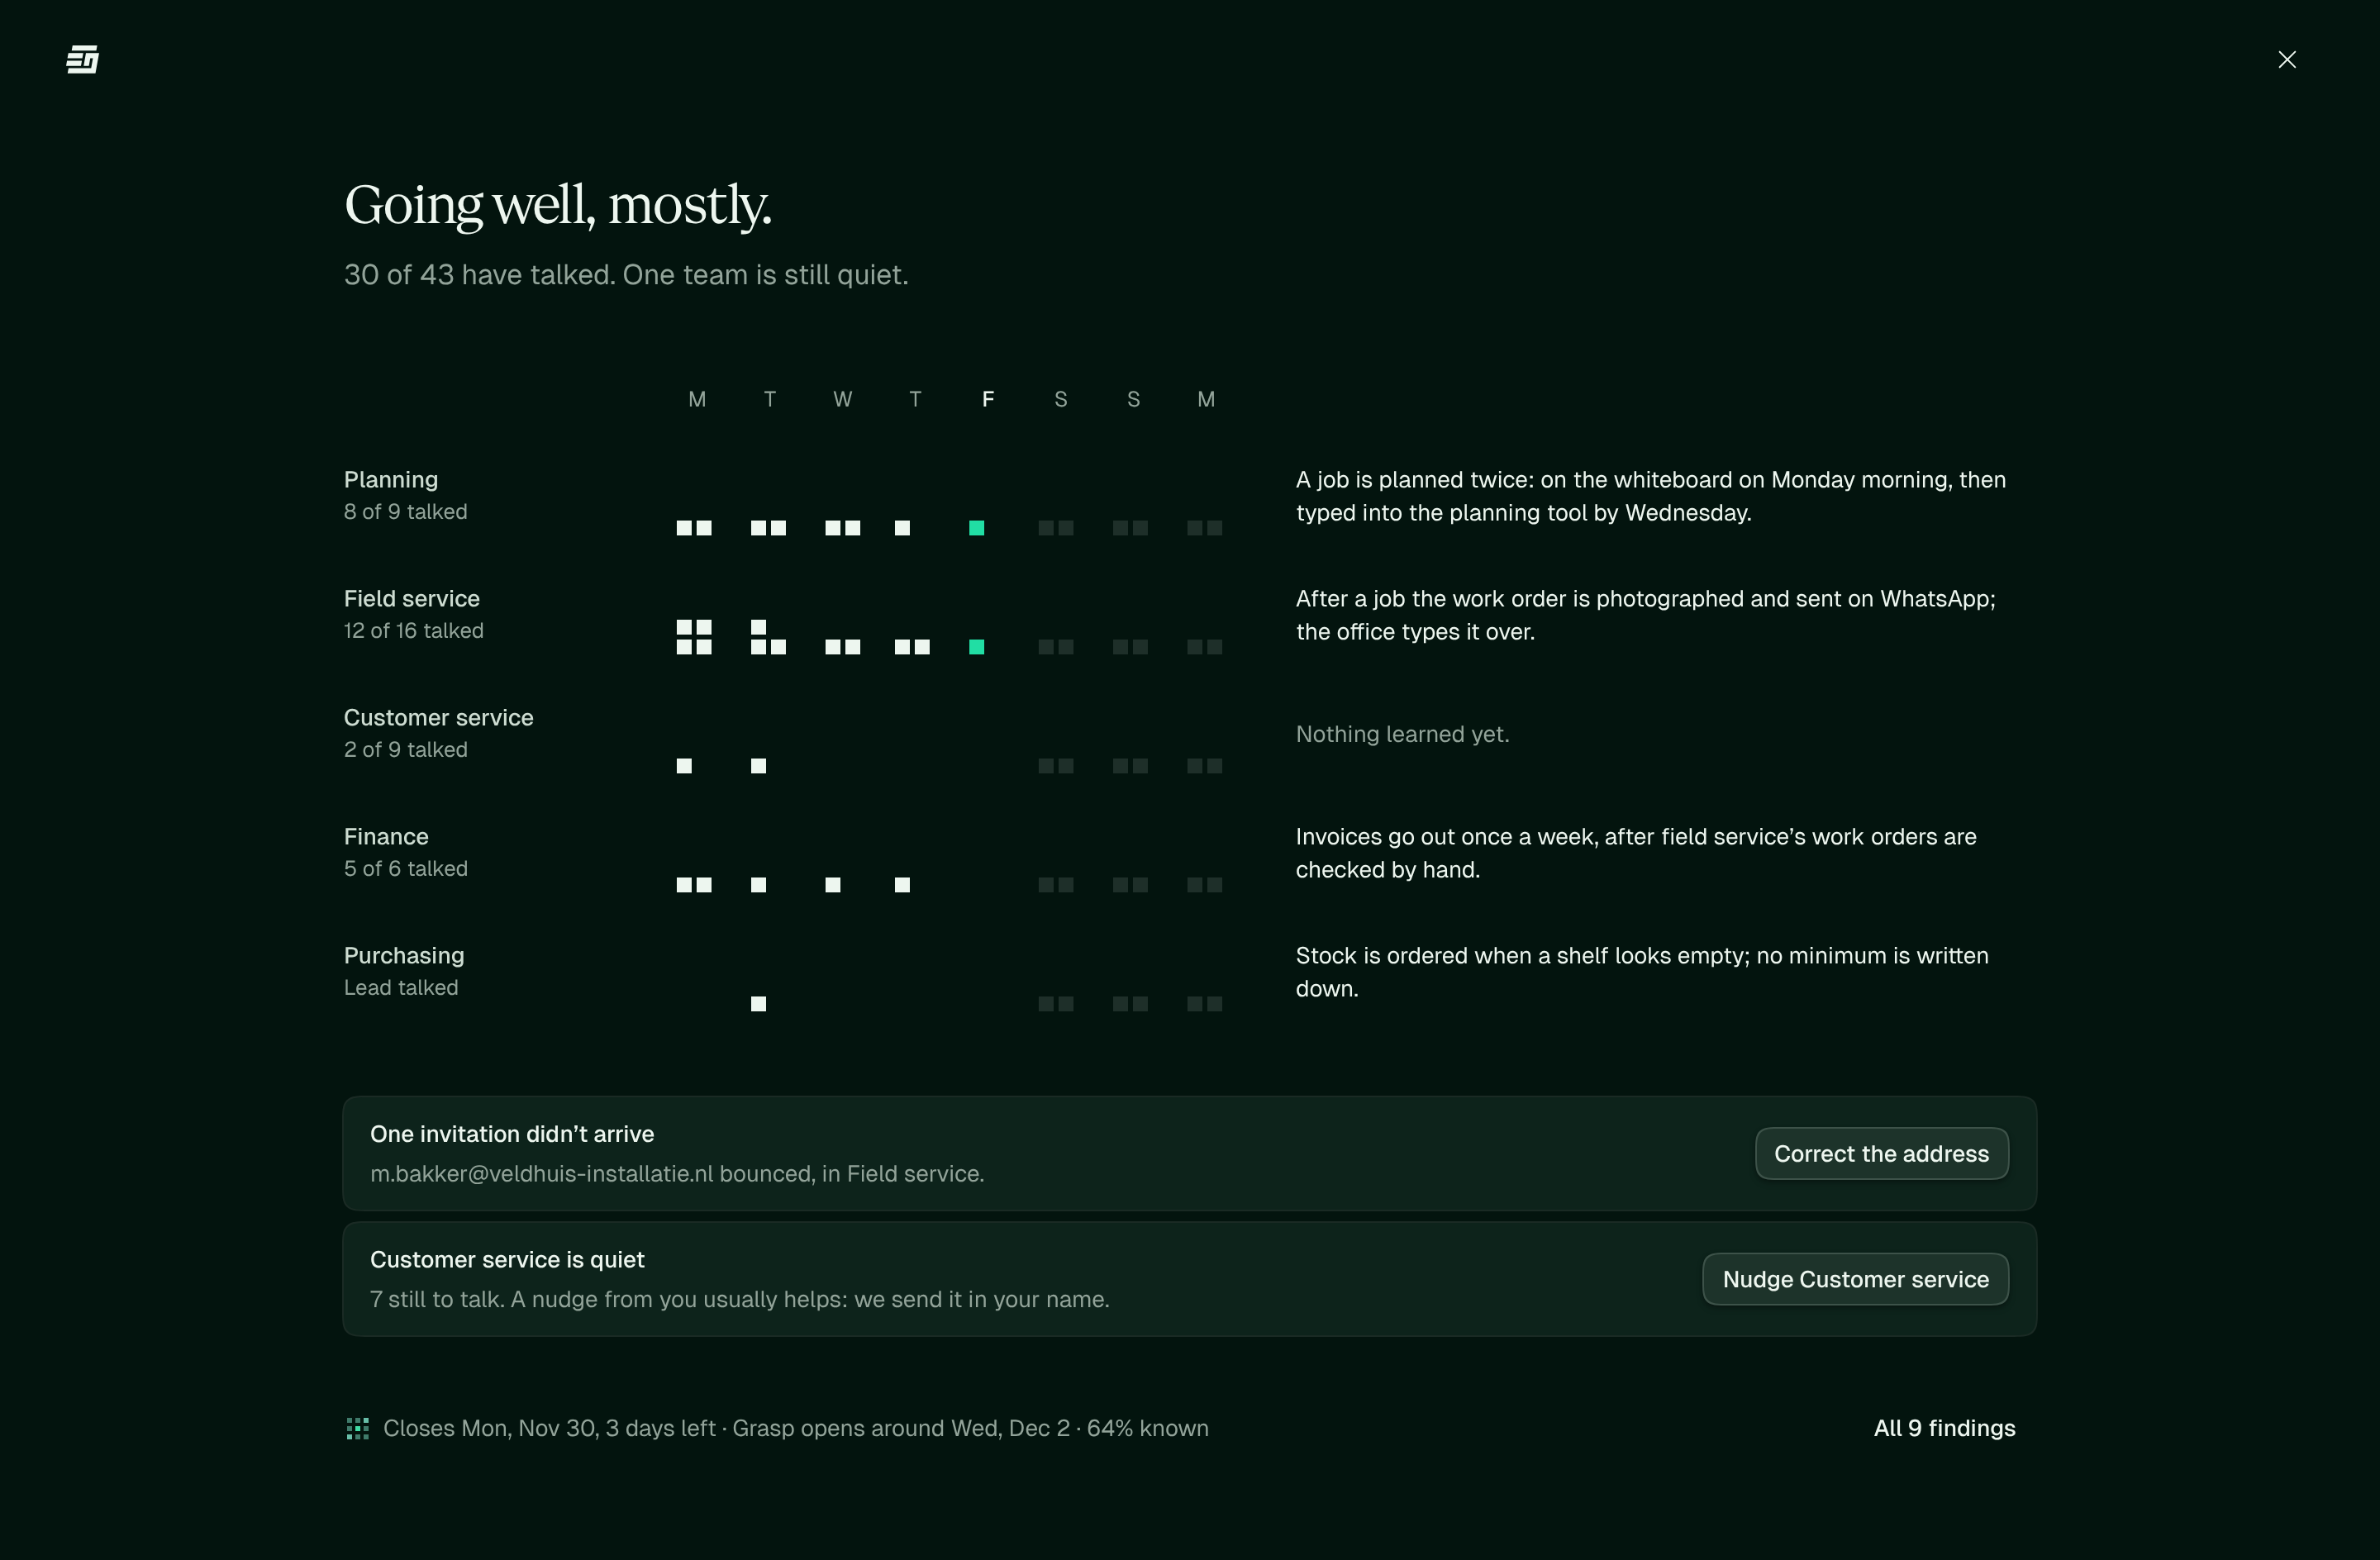 Going well, mostly.
30 of 43 have talked. One team is still quiet.
M T W T F S S M
Planning
8 of 9 talked
A job is planned twice: on the whiteboard on Monday morning, then
typed into the planning tool by Wednesday.
Field service
12 of 16 talked
After a job the work order is photographed and sent on WhatsApp;
the office types it over.
Customer service
2 of 9 talked
Nothing learned yet.
Finance
5 of 6 talked
Invoices go out once a week, after field service’s work orders are
checked by hand.
Purchasing
Lead talked
Stock is ordered when a shelf looks empty; no minimum is written
down.
One invitation didn’t arrive
m.bakker@veldhuis-installatie.nl bounced, in Field service.
Correct the address
Customer service is quiet
7 still to talk. A nudge from you usually helps: we send it in your name.
Nudge Customer service
Closes Mon, Nov 30, 3 days left · Grasp opens around Wed, Dec 2 · 64% known
All 9 findings